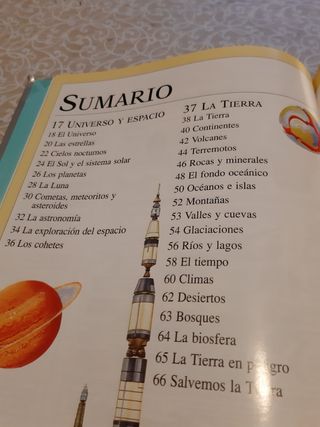 SUMARIO
17 UNIVERSO Y ESPACIO
18 El Universo
20 Las estrellas
22 Cielos nocturnos
24 El Sol y el sistema solar
26 Los planetas
28 La Luna
30 Cometas, meteoritos y
asteroides
32 La astronomía
34 La exploración del espacio
36 Los cohetes
37 LA TIERRA
38 La Tierra
40 Continentes
42 Volcanes
44 Terremotos
46 Rocas y minerales
48 El fondo oceánico
50 Océanos e islas
52 Montañas
53 Valles y cuevas
54 Glaciaciones
56 Ríos y lagos
58 El tiempo
60 Climas
62 Desiertos
63 Bosques
64 La biosfera
65 La Tierra en peligro
66 Salvemos la Tierra